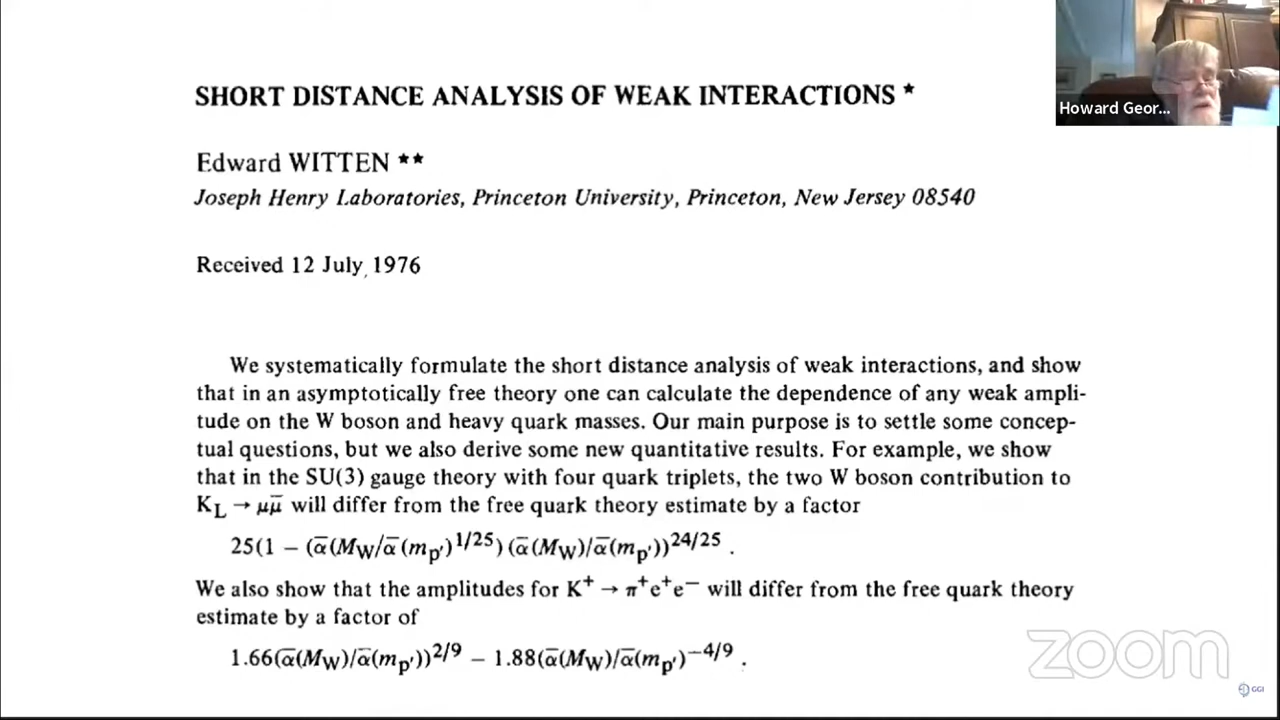 SHORT DISTANCE ANALYSIS OF WEAK INTERACTIONS *
Howard Geor...
Edward WITTEN **
Joseph Henry Laboratories, Princeton University, Princeton, New Jersey 08540
Received 12 July, 1976
We systematically formulate the short distance analysis of weak interactions, and show
that in an asymptotically free theory one can calculate the dependence of any weak ampli-
tude on the W boson and heavy quark masses. Our main purpose is to settle some concep-
tual questions, but we also derive some new quantitative results. For example, we show
that in the SU(3) gauge theory with four quark triplets, the two W boson contribution to
K_L → μμ̄ will differ from the free quark theory estimate by a factor
25(1 − (ᾱ(M_W/ᾱ(m_p′)^1/25) (ᾱ(M_W)/ᾱ(m_p′))^24/25 .
We also show that the amplitudes for K⁺ → π⁺e⁺e⁻ will differ from the free quark theory
estimate by a factor of
1.66(ᾱ(M_W)/ᾱ(m_p′))^2/9 − 1.88(ᾱ(M_W)/ᾱ(m_p′)^−4/9 .
zoom
GGI